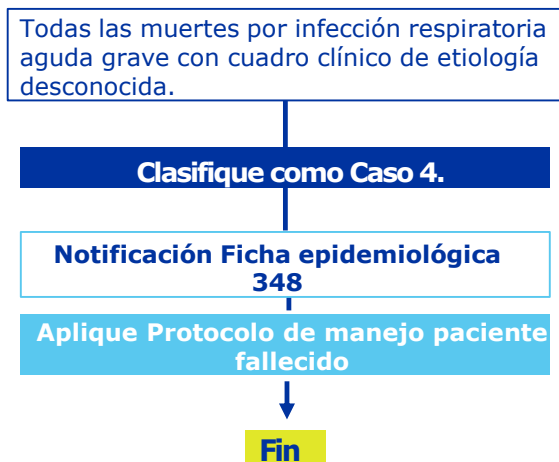 Todas las muertes por infección respiratoria
aguda grave con cuadro clínico de etiología
desconocida.
Clasifique como Caso 4.
Notificación Ficha epidemiológica
348
Aplique Protocolo de manejo paciente
fallecido
Fin